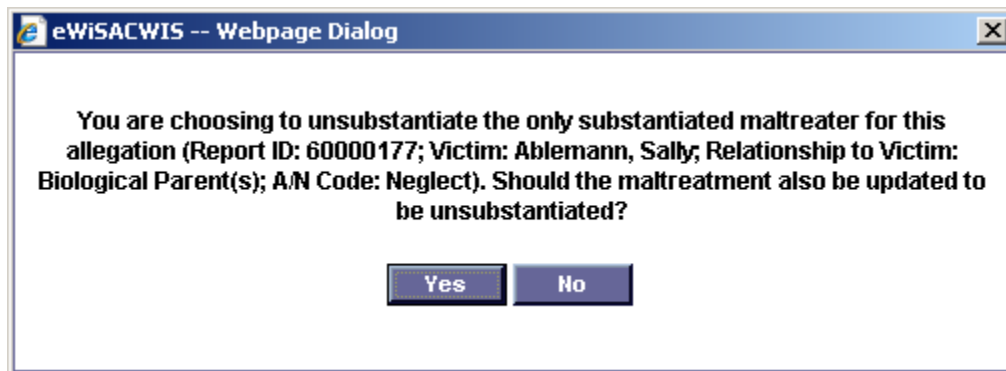 eWiSACWIS -- Webpage Dialog
You are choosing to unsubstantiate the only substantiated maltreater for this
allegation (Report ID: 60000177; Victim: Ablemann, Sally; Relationship to Victim:
Biological Parent(s); A/N Code: Neglect). Should the maltreatment also be updated to
be unsubstantiated?
Yes No